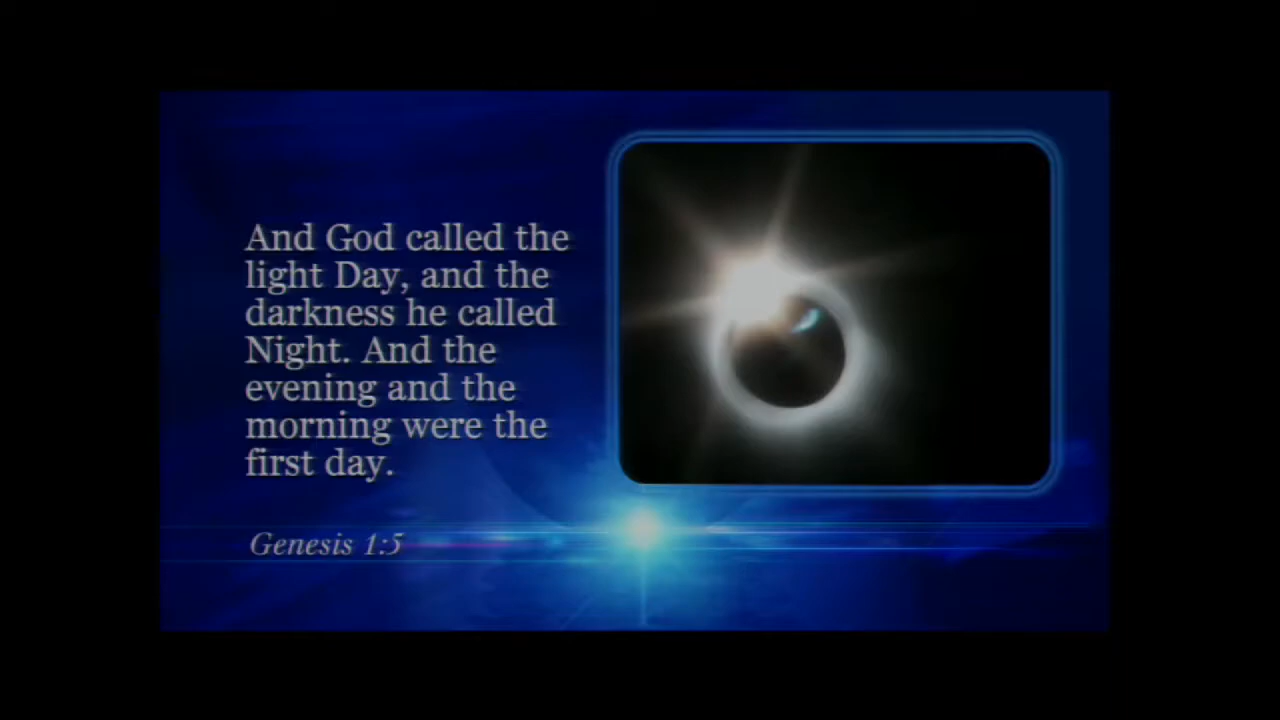 And God called the
light Day, and the
darkness he called
Night. And the
evening and the
morning were the
first day.
Genesis 1:5